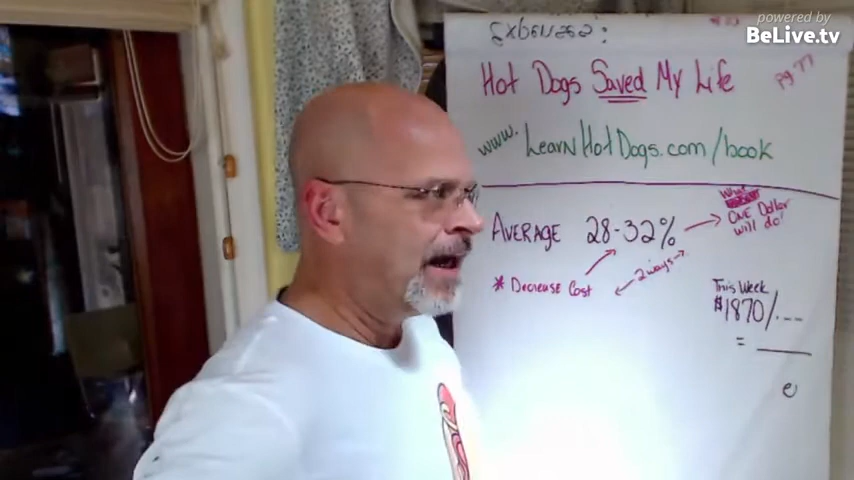 powered by
BeLive.tv
Expenses:
Hot Dogs Saved My Life
Pg. 77
www. LearnHotDogs.com/book
AVERAGE 28-32%
What
ONE Dollar
will do!
* Decrease Cost
2 ways
This Week
$1870/...
=
e